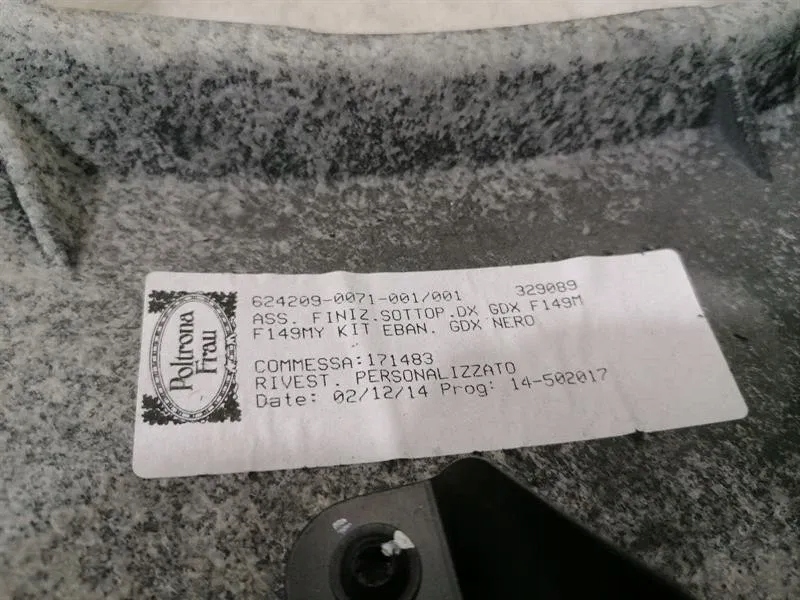 Poltrona
Frau
624209-0071-001/001 329089
ASS. FINIZ.SOTTOP.DX GDX F149M
F149MY KIT EBAN. GDX NERO
COMMESSA:171483
RIVEST. PERSONALIZZATO
Date: 02/12/14 Prog: 14-502017